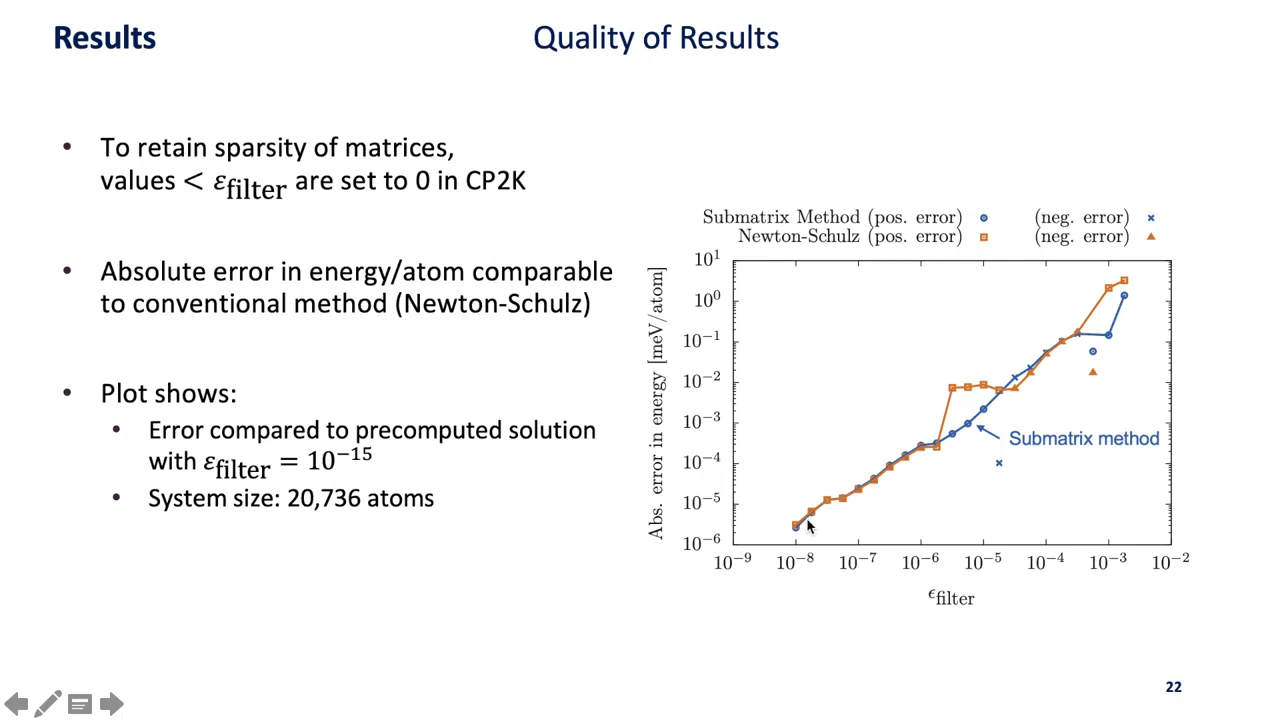 Results
Quality of Results
• To retain sparsity of matrices,
values < ε_filter are set to 0 in CP2K
• Absolute error in energy/atom comparable
to conventional method (Newton-Schulz)
• Plot shows:
• Error compared to precomputed solution
with ε_filter = 10⁻¹⁵
• System size: 20,736 atoms
Submatrix Method (pos. error) (neg. error)
Newton-Schulz (pos. error) (neg. error)
Abs. error in energy [meV/atom]
10¹
10⁰
10⁻¹
10⁻²
10⁻³
10⁻⁴
10⁻⁵
10⁻⁶
Submatrix method
10⁻⁹ 10⁻⁸ 10⁻⁷ 10⁻⁶ 10⁻⁵ 10⁻⁴ 10⁻³ 10⁻²
ϵ_filter
22